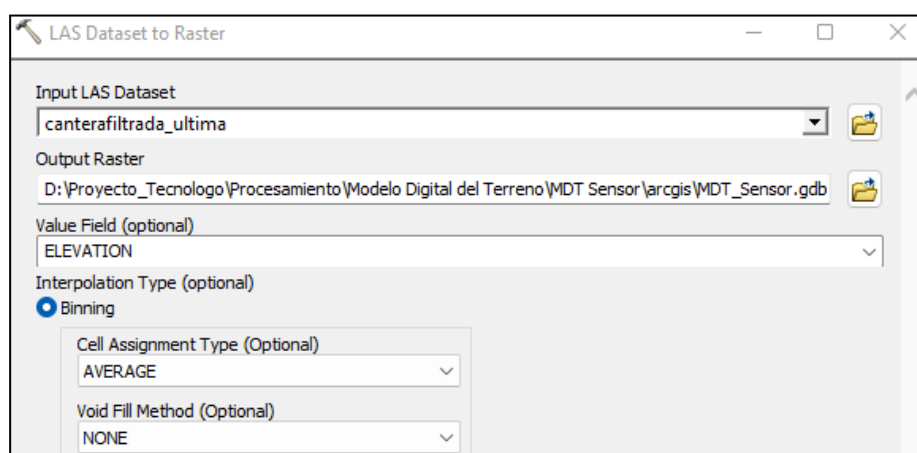 LAS Dataset to Raster
Input LAS Dataset
canterafiltrada_ultima
Output Raster
D:\Proyecto_Tecnologo\Procesamiento\Modelo Digital del Terreno\MDT Sensor\arcgis\MDT_Sensor.gdb
Value Field (optional)
ELEVATION
Interpolation Type (optional)
Binning
Cell Assignment Type (Optional)
AVERAGE
Void Fill Method (Optional)
NONE